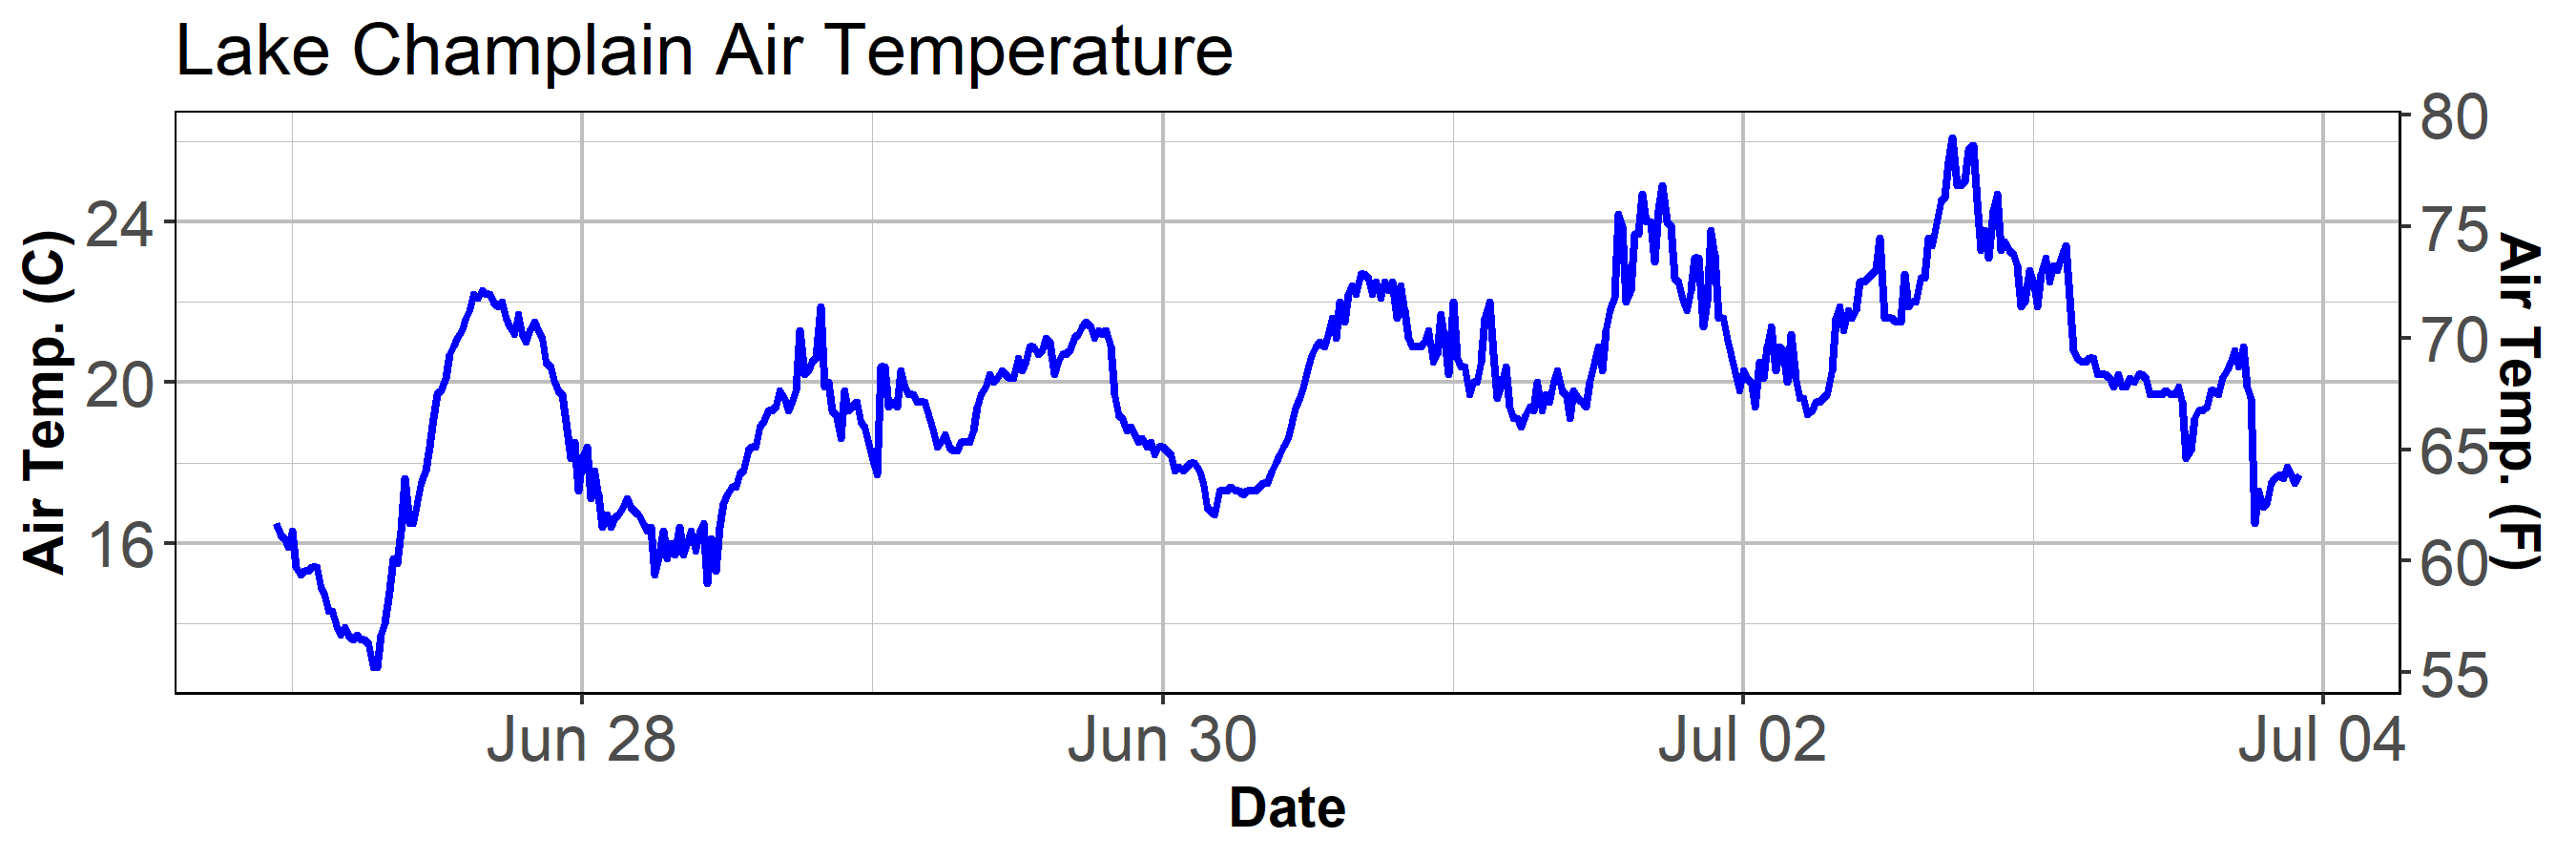 Lake Champlain Air Temperature
Air Temp. (C)
24
20
16
80
75
70
65
60
55
Air Temp. (F)
Jun 28
Jun 30
Jul 02
Jul 04
Date